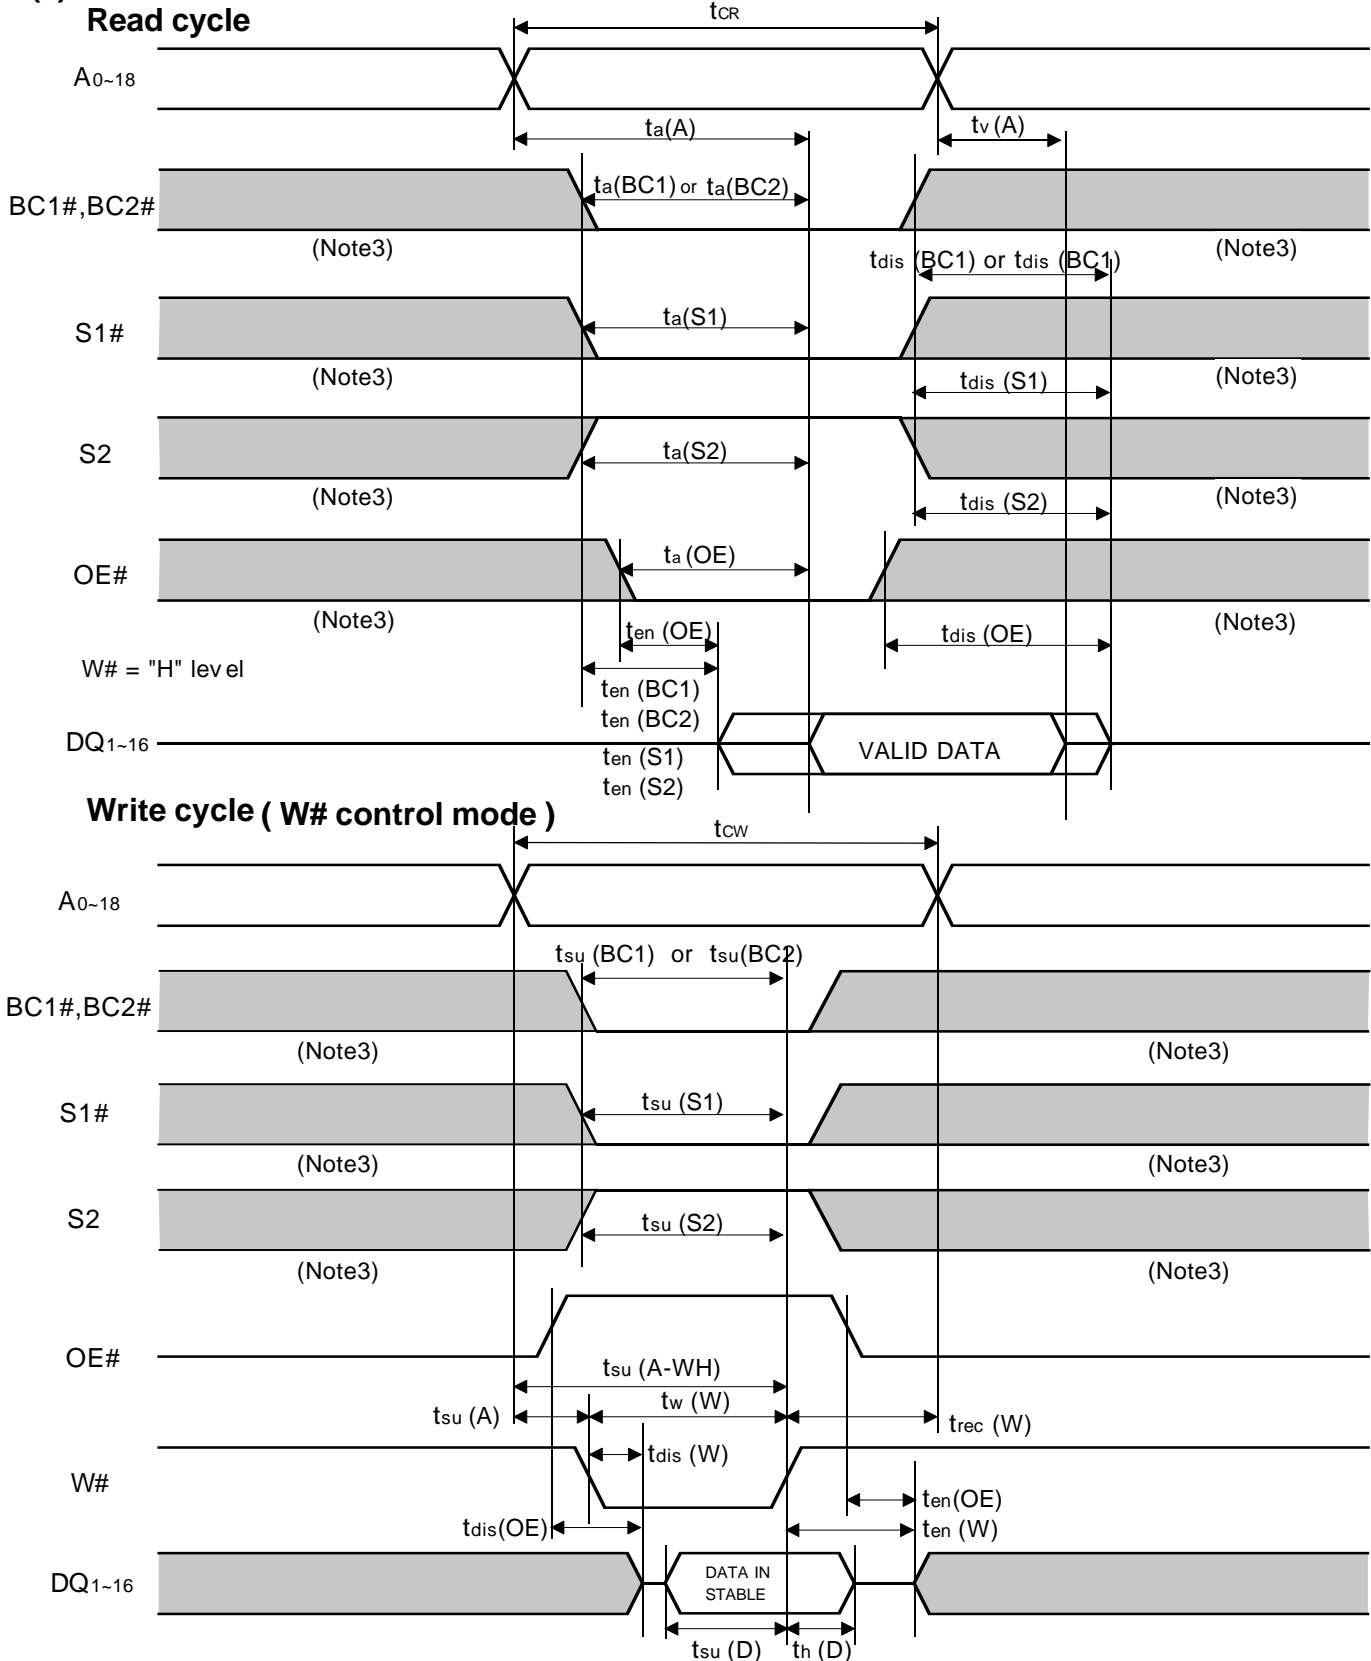 Read cycle
tCR
A0~18
ta(A)
tv (A)
ta(BC1) or ta(BC2)
BC1#,BC2#
(Note3)
(Note3)
tdis (BC1) or tdis (BC1)
ta(S1)
S1#
(Note3)
(Note3)
tdis (S1)
ta(S2)
S2
(Note3)
(Note3)
tdis (S2)
ta (OE)
OE#
(Note3)
(Note3)
ten (OE)
tdis (OE)
W# = "H" level
ten (BC1)
ten (BC2)
DQ1~16
VALID DATA
ten (S1)
ten (S2)
Write cycle ( W# control mode )
tCW
A0~18
tsu (BC1) or tsu(BC2)
BC1#,BC2#
(Note3)
(Note3)
tsu (S1)
S1#
(Note3)
(Note3)
tsu (S2)
S2
(Note3)
(Note3)
OE#
tsu (A-WH)
tw (W)
tsu (A)
trec (W)
tdis (W)
W#
ten(OE)
tdis(OE)
ten (W)
DQ1~16
DATA IN
STABLE
tsu (D)
th (D)